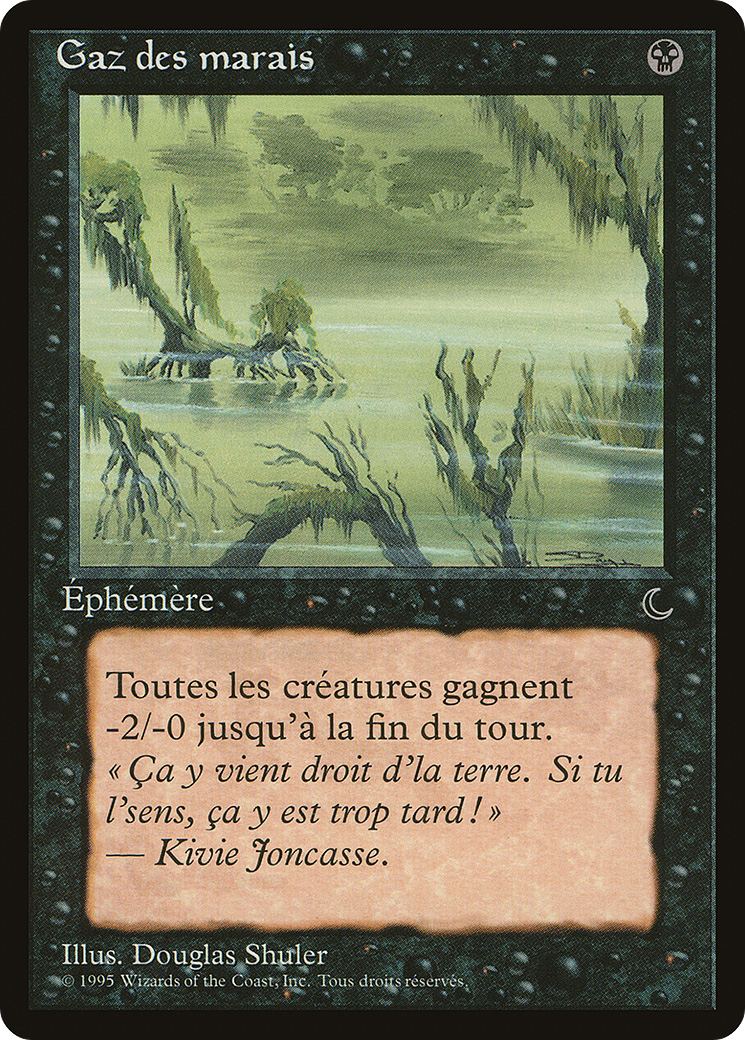 Gaz des marais
Éphémère
Toutes les créatures gagnent
-2/-0 jusqu'à la fin du tour.
« Ça y vient droit d'la terre. Si tu
l'sens, ça y est trop tard ! »
— Kivie Joncasse.
Illus. Douglas Shuler
© 1995 Wizards of the Coast, Inc. Tous droits réservés.